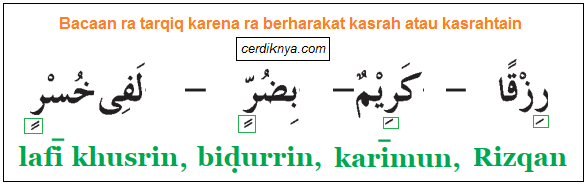 Bacaan ra tarqiq karena ra berharakat kasrah atau kasrahtain
cerdiknya.com
رِزْقًا – كَرِيْمٌ – بِضُرٍّ – لَفِى خُسْرٍ
lafī khusrin, biḍurrin, karīmun, Rizqan